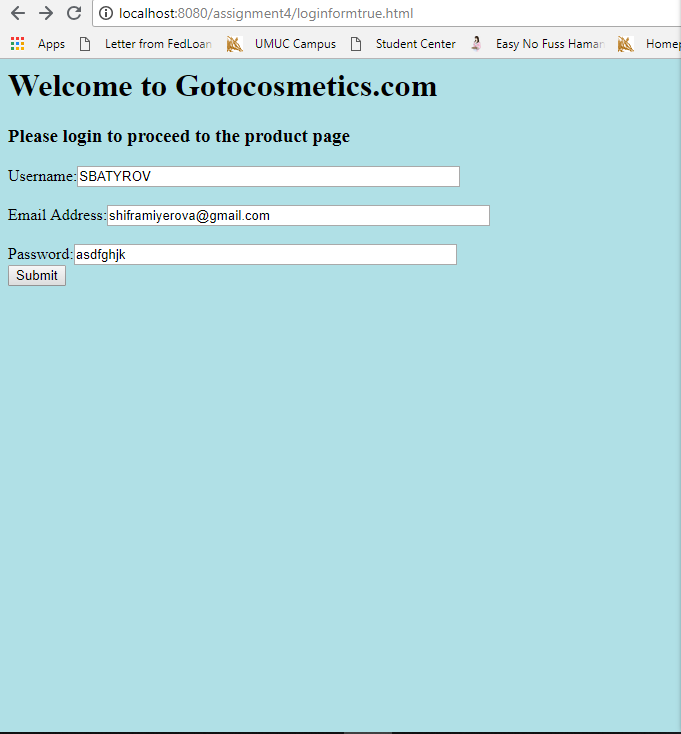 localhost:8080/assignment4/loginformtrue.html
Apps Letter from FedLoan UMUC Campus Student Center Easy No Fuss Haman Homep
Welcome to Gotocosmetics.com
Please login to proceed to the product page
Username: SBATYROV
Email Address: shiframiyerova@gmail.com
Password: asdfghjk
Submit